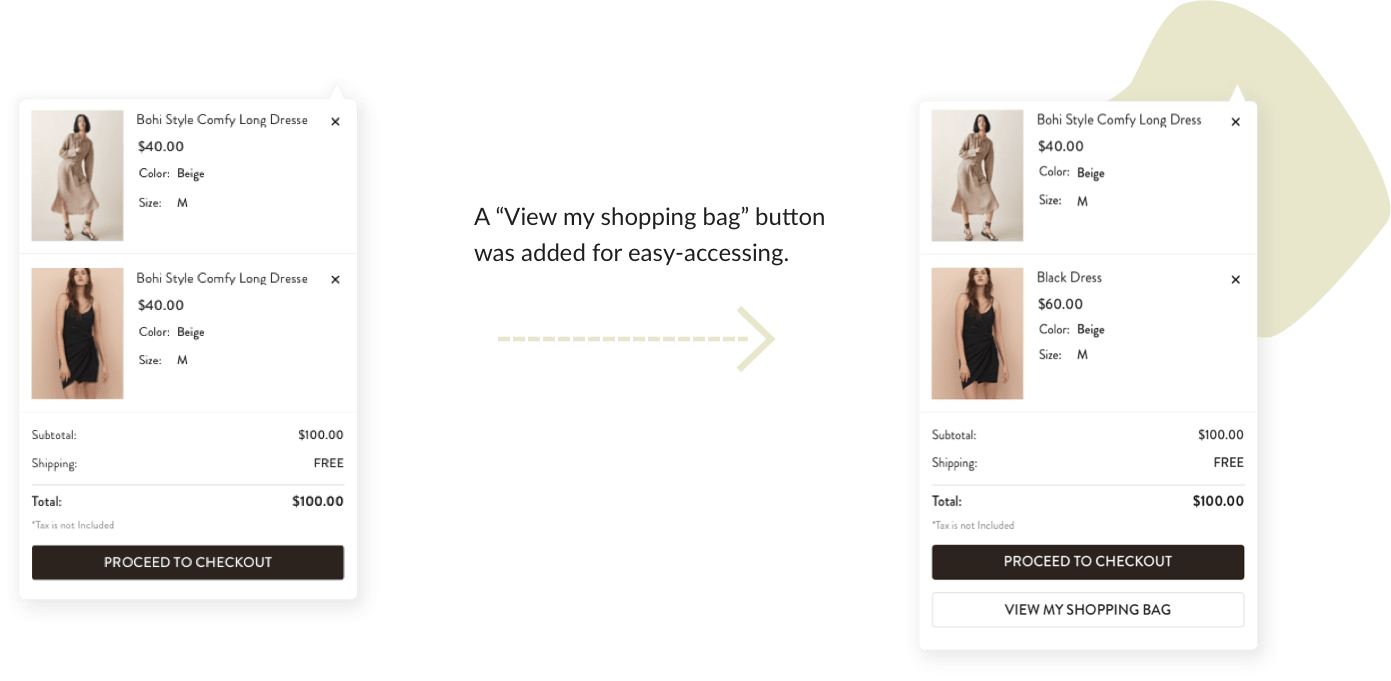 Bohi Style Comfy Long Dresse ×
$40.00
Color: Beige
Size: M
Bohi Style Comfy Long Dresse ×
$40.00
Color: Beige
Size: M
Subtotal: $100.00
Shipping: FREE
Total: $100.00
*Tax is not Included
PROCEED TO CHECKOUT
A “View my shopping bag” button
was added for easy-accessing.
Bohi Style Comfy Long Dress ×
$40.00
Color: Beige
Size: M
Black Dress ×
$60.00
Color: Beige
Size: M
Subtotal: $100.00
Shipping: FREE
Total: $100.00
*Tax is not Included
PROCEED TO CHECKOUT
VIEW MY SHOPPING BAG